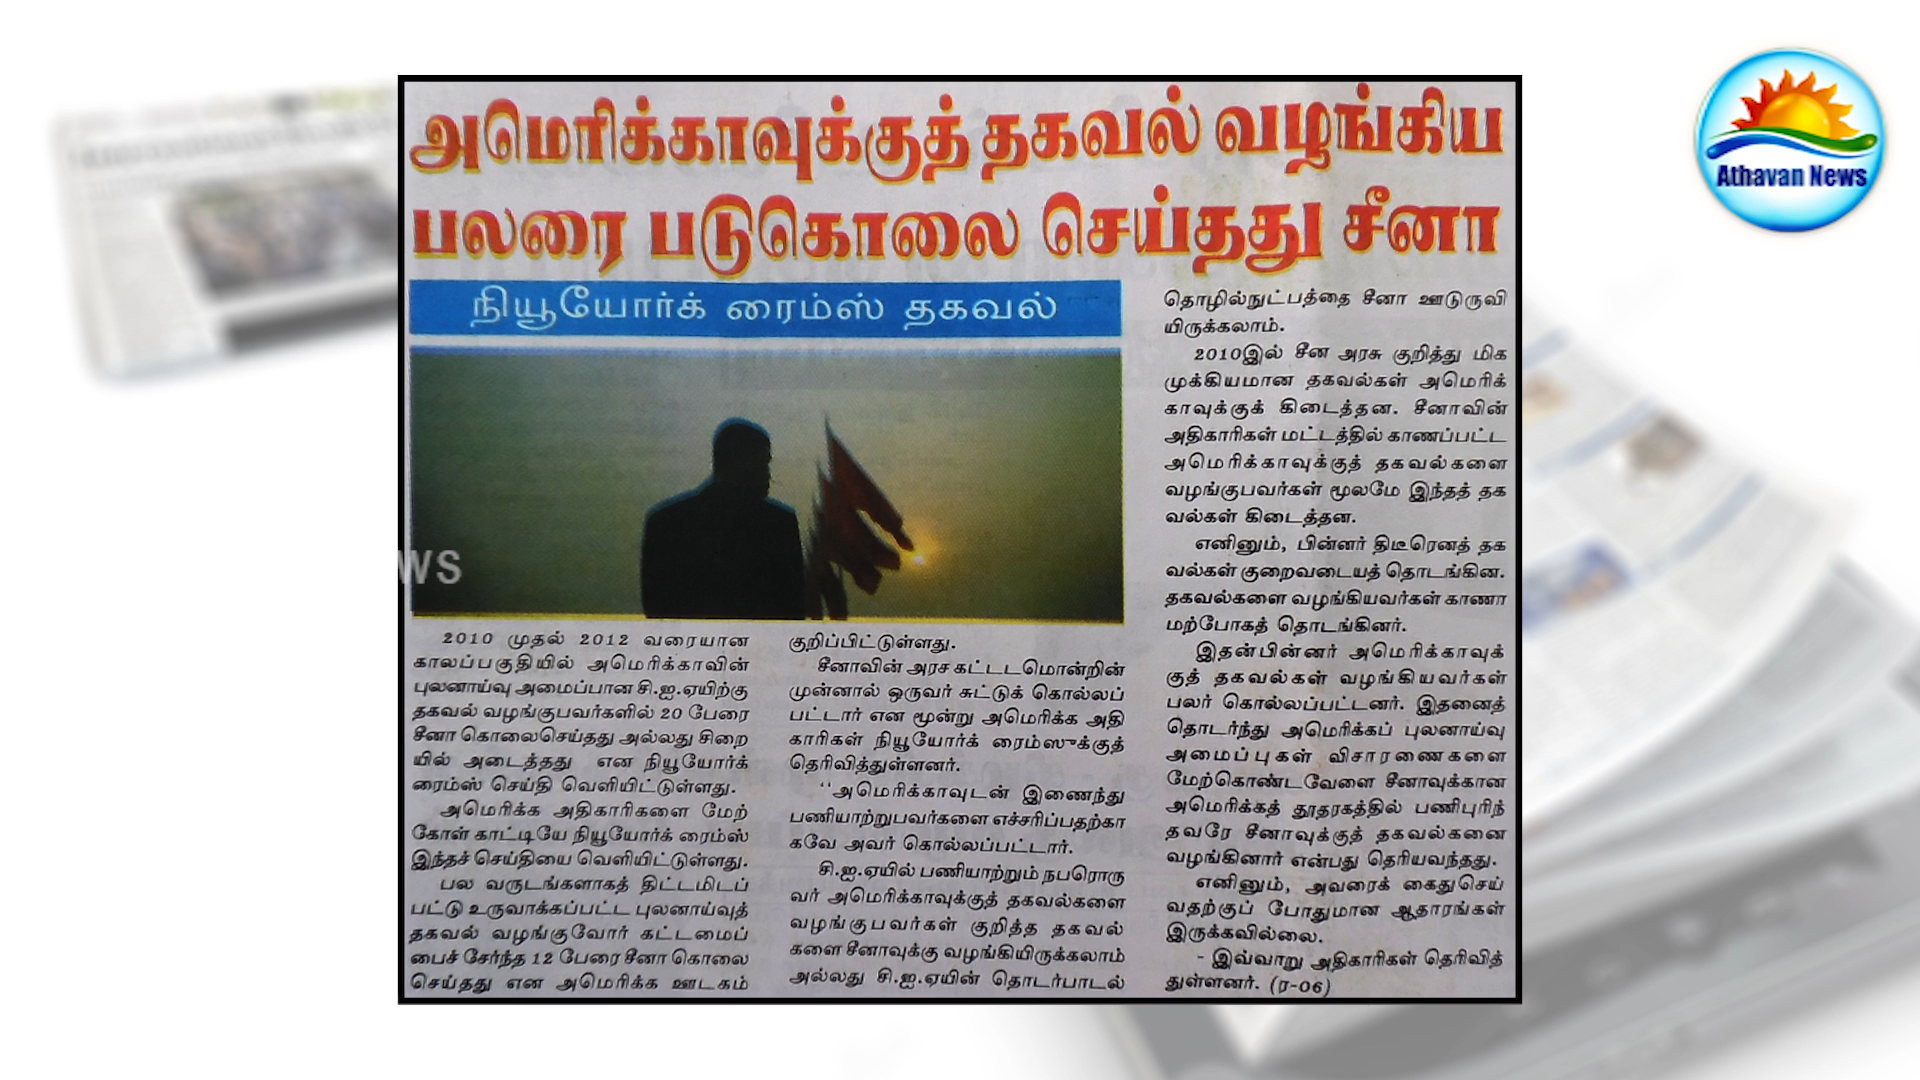 அமெரிக்காவுக்குத் தகவல் வழங்கிய
பலரை படுகொலை செய்தது சீனா
நியூயோர்க் ரைம்ஸ் தகவல்
WS
2010 முதல் 2012 வரையான
காலப்பகுதியில் அமெரிக்காவின்
புலனாய்வு அமைப்பான சி.ஐ.ஏயிற்கு
தகவல் வழங்குபவர்களில் 20 பேரை
சீனா கொலைசெய்தது அல்லது சிறை
யில் அடைத்தது என நியூயோர்க்
ரைம்ஸ் செய்தி வெளியிட்டுள்ளது.
அமெரிக்க அதிகாரிகளை மேற்
கோள் காட்டியே நியூயோர்க் ரைம்ஸ்
இந்தச் செய்தியை வெளியிட்டுள்ளது.
பல வருடங்களாகத் திட்டமிடப்
பட்டு உருவாக்கப்பட்ட புலனாய்வுத்
தகவல் வழங்குவோர் கட்டமைப்
பைச் சேர்ந்த 12 பேரை சீனா கொலை
செய்தது என அமெரிக்க ஊடகம்
குறிப்பிட்டுள்ளது.
சீனாவின் அரச கட்டடமொன்றின்
முன்னால் ஒருவர் சுட்டுக் கொல்லப்
பட்டார் என மூன்று அமெரிக்க அதி
காரிகள் நியூயோர்க் ரைம்ஸுக்குத்
தெரிவித்துள்ளனர்.
“அமெரிக்காவுடன் இணைந்து
பணியாற்றுபவர்களை எச்சரிப்பதற்கா
கவே அவர் கொல்லப்பட்டார்.
சி.ஐ.ஏயில் பணியாற்றும் நபரொரு
வர் அமெரிக்காவுக்குத் தகவல்களை
வழங்குபவர்கள் குறித்த தகவல்
களை சீனாவுக்கு வழங்கியிருக்கலாம்
அல்லது சி.ஐ.ஏயின் தொடர்பாடல்
தொழில்நுட்பத்தை சீனா ஊடுருவி
யிருக்கலாம்.
2010இல் சீன அரசு குறித்து மிக
முக்கியமான தகவல்கள் அமெரிக்
காவுக்குக் கிடைத்தன. சீனாவின்
அதிகாரிகள் மட்டத்தில் காணப்பட்ட
அமெரிக்காவுக்குத் தகவல்களை
வழங்குபவர்கள் மூலமே இந்தத் தக
வல்கள் கிடைத்தன.
எனினும், பின்னர் திடீரெனத் தக
வல்கள் குறைவடையத் தொடங்கின.
தகவல்களை வழங்கியவர்கள் காணா
மற்போகத் தொடங்கினர்.
இதன்பின்னர் அமெரிக்காவுக்
குத் தகவல்கள் வழங்கியவர்கள்
பலர் கொல்லப்பட்டனர். இதனைத்
தொடர்ந்து அமெரிக்கப் புலனாய்வு
அமைப்புகள் விசாரணைகளை
மேற்கொண்டவேளை சீனாவுக்கான
அமெரிக்கத் தூதரகத்தில் பணிபுரிந்
தவரே சீனாவுக்குத் தகவல்களை
வழங்கினார் என்பது தெரியவந்தது.
எனினும், அவரைக் கைதுசெய்
வதற்குப் போதுமான ஆதாரங்கள்
இருக்கவில்லை.
- இவ்வாறு அதிகாரிகள் தெரிவித்
துள்ளனர். (ர-06)
Athavan News